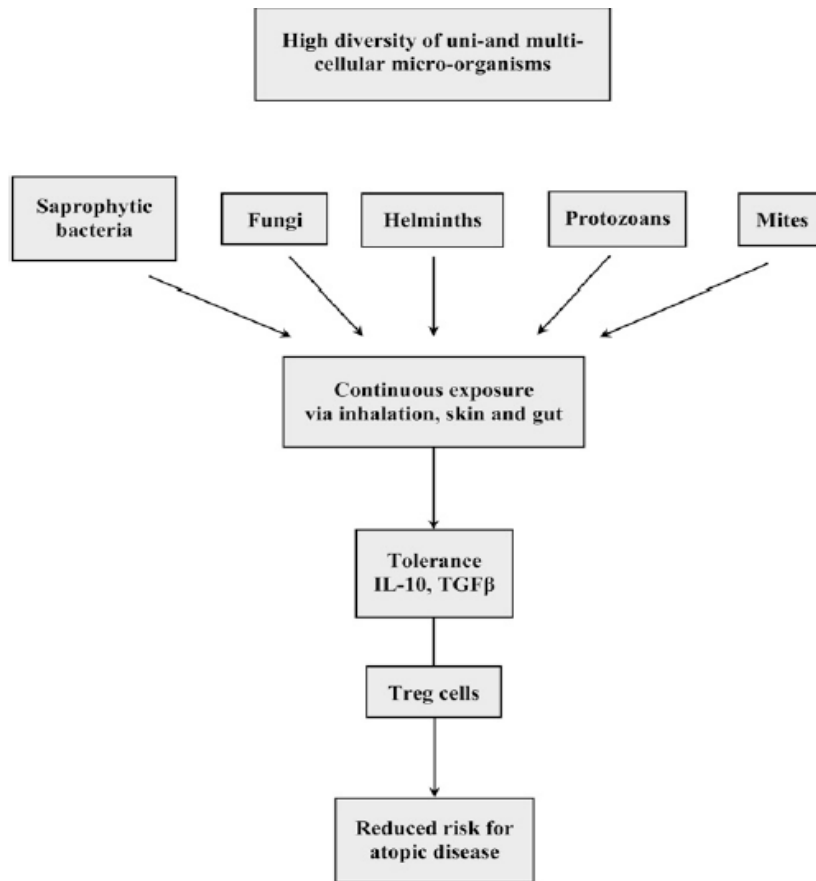 High diversity of uni-and multi-
cellular micro-organisms
Saprophytic
bacteria
Fungi
Helminths
Protozoans
Mites
Continuous exposure
via inhalation, skin and gut
Tolerance
IL-10, TGFβ
Treg cells
Reduced risk for
atopic disease